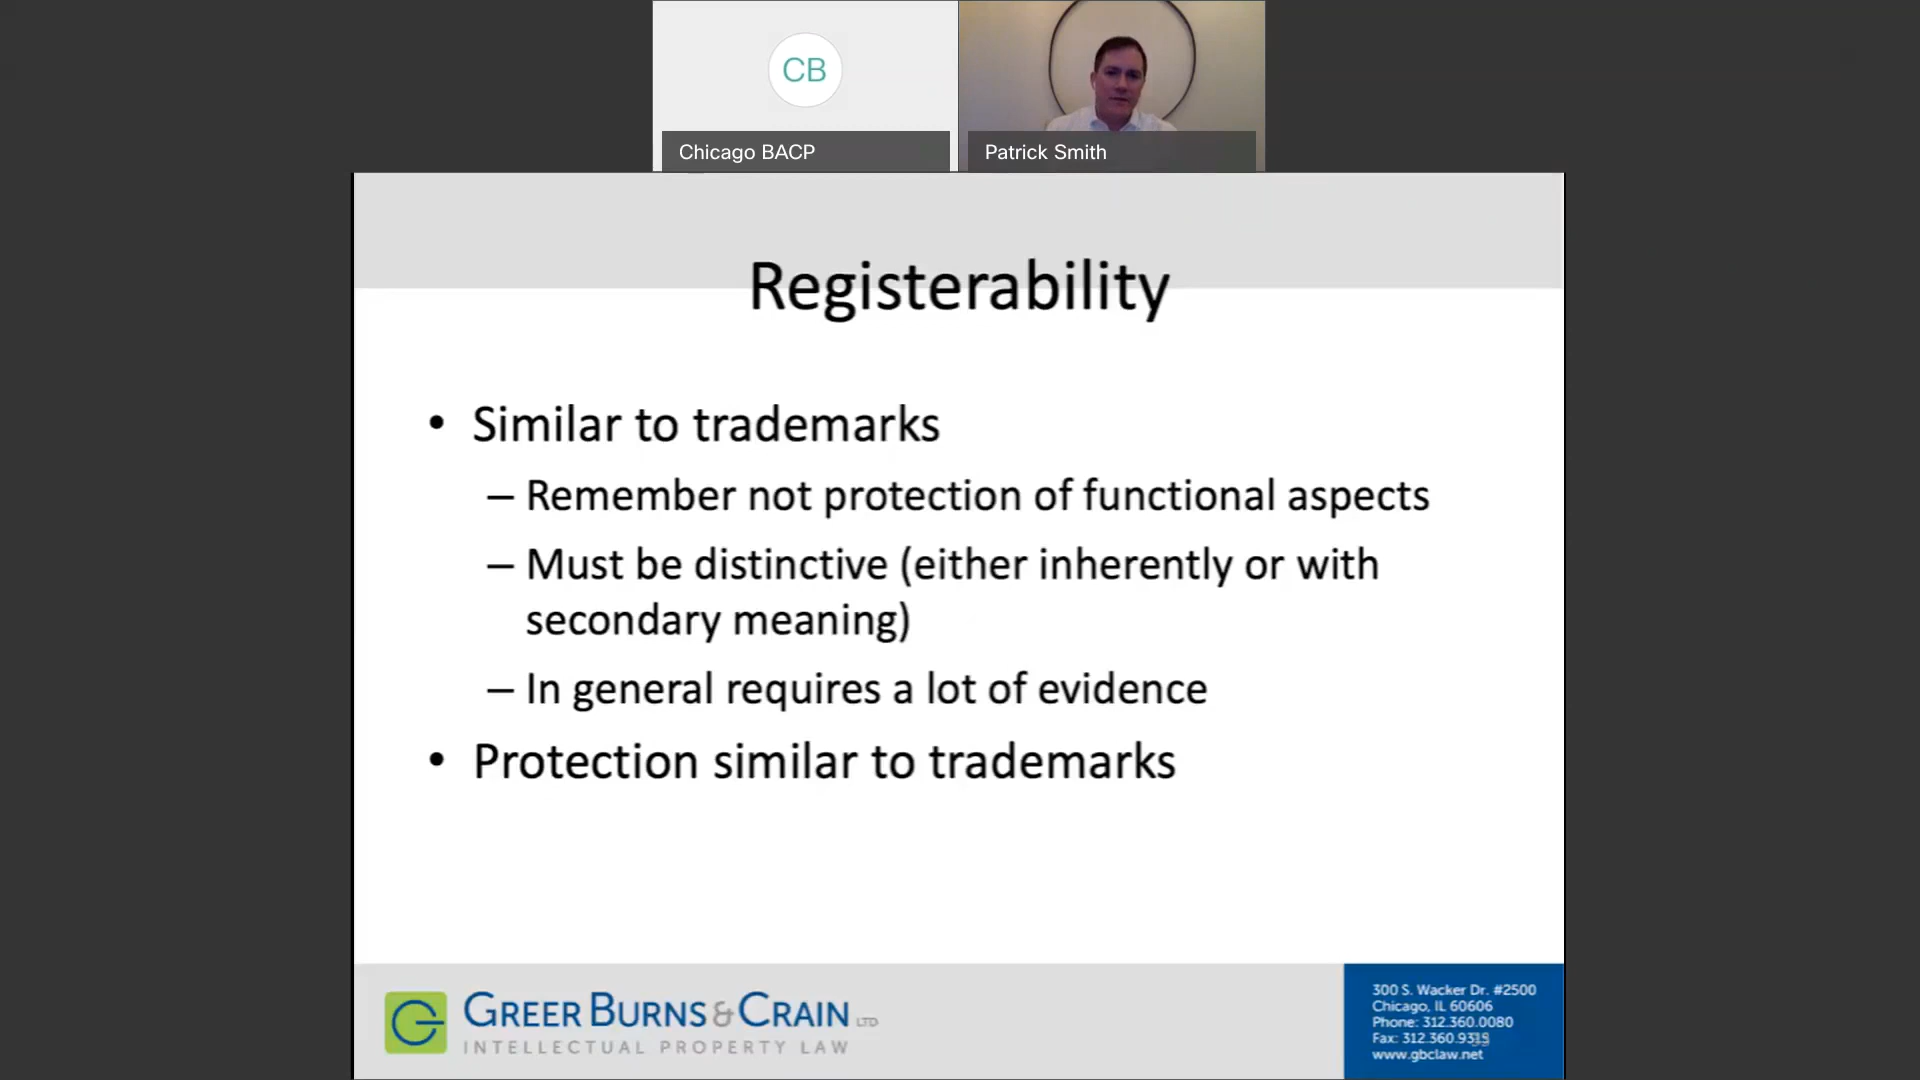 CB
Chicago BACP
Patrick Smith
Registerability
• Similar to trademarks
– Remember not protection of functional aspects
– Must be distinctive (either inherently or with
secondary meaning)
– In general requires a lot of evidence
• Protection similar to trademarks
GREER BURNS & CRAIN LTD
INTELLECTUAL PROPERTY LAW
300 S. Wacker Dr. #2500
Chicago, IL 60606
Phone: 312.360.0080
Fax: 312.360.9315
www.gbclaw.net